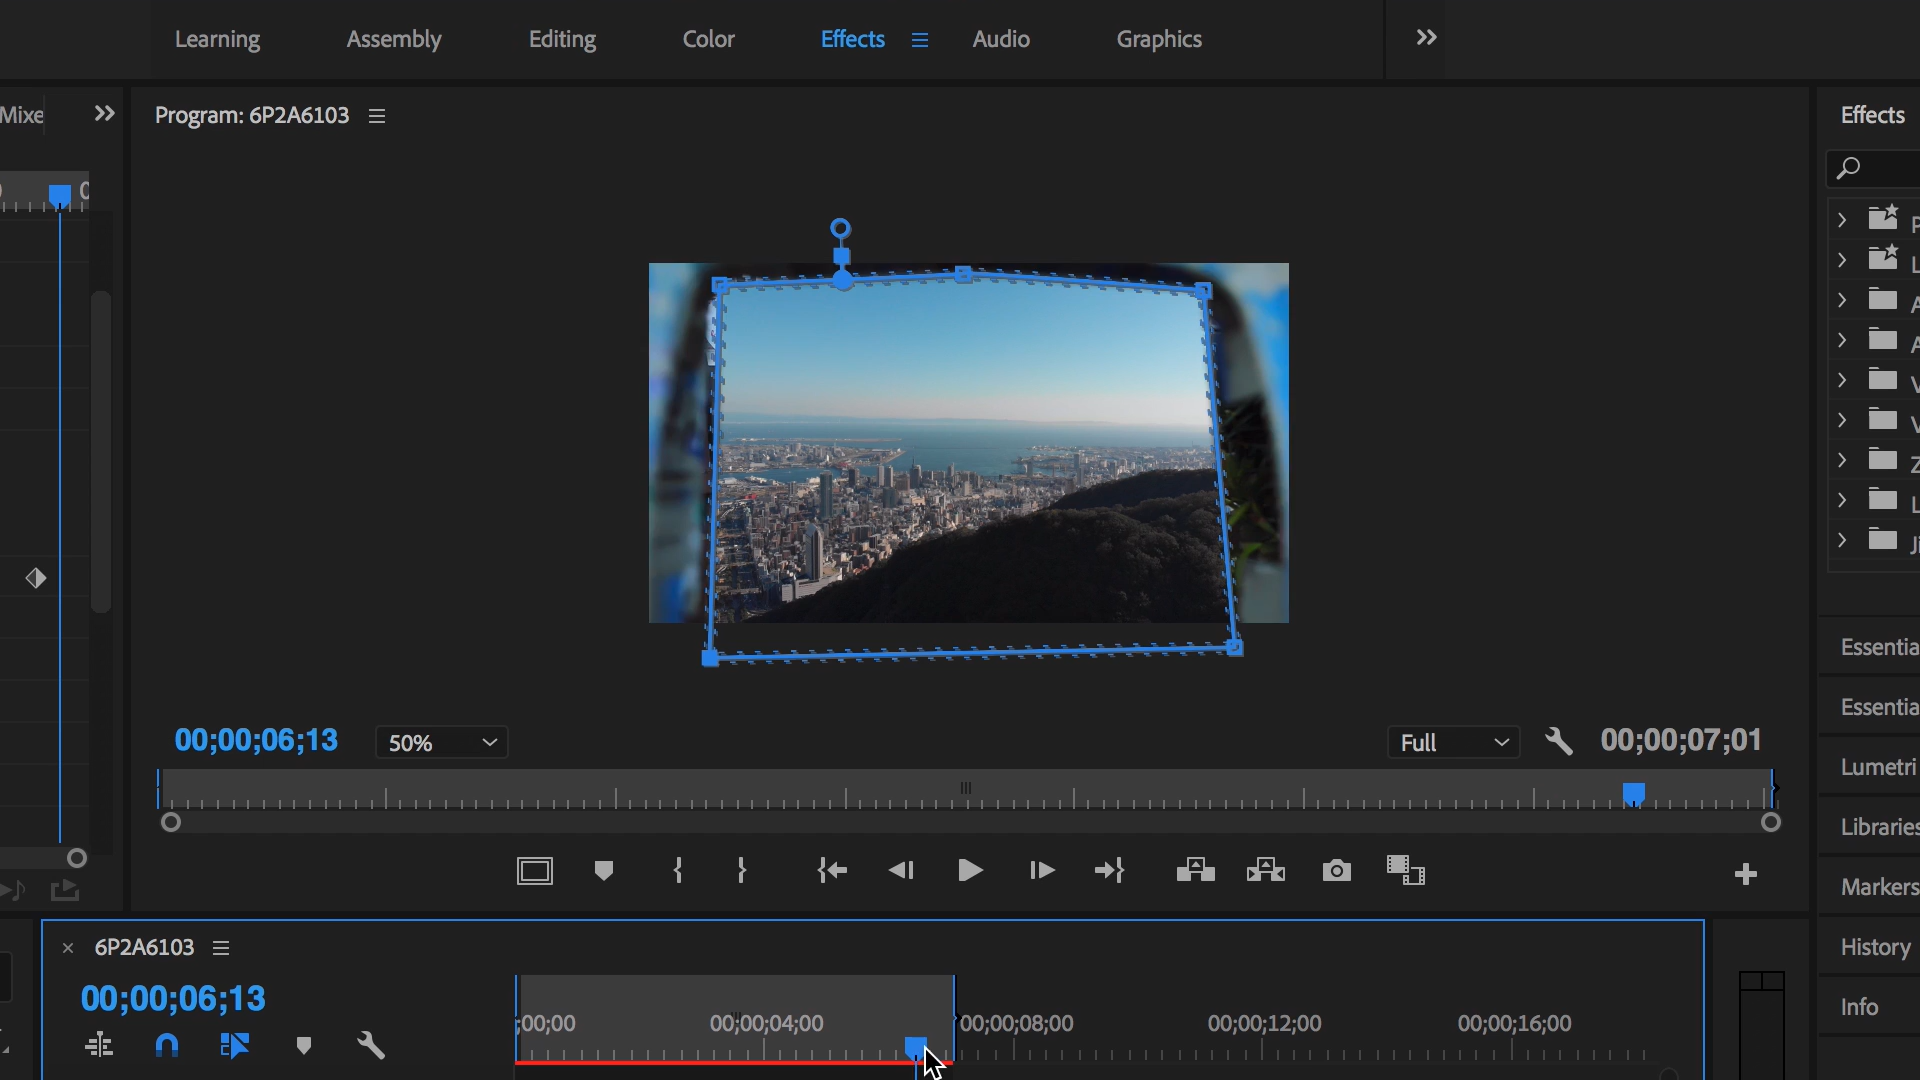 Learning Assembly Editing Color Effects Audio Graphics
Mixe
Program: 6P2A6103
Effects
00;00;06;13 50% Full 00;00;07;01
Essentia
Essentia
Lumetri
Libraries
Markers
History
Info
6P2A6103
00;00;06;13
;00;00 00;00;04;00 00;00;08;00 00;00;12;00 00;00;16;00